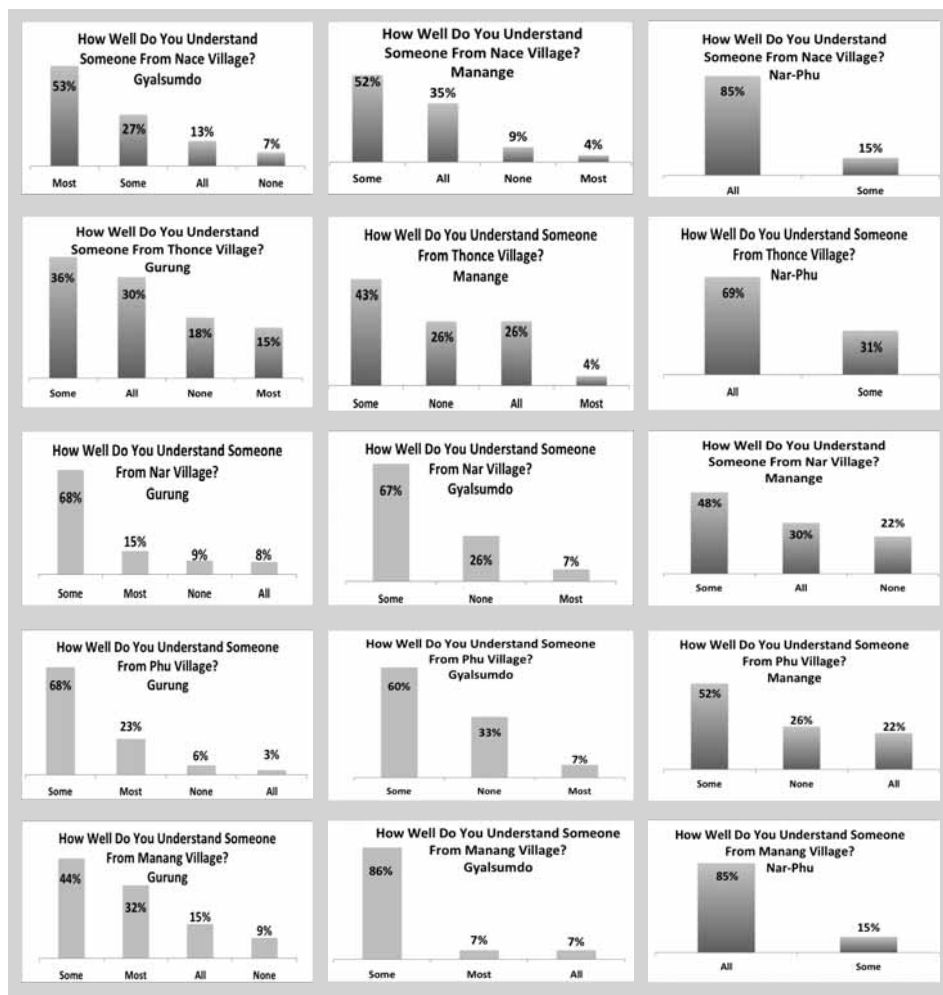 How Well Do You Understand
Someone From Nace Village?
Gyalsumdo
53%
27%
13%
7%
Most Some All None
How Well Do You Understand
Someone From Nace Village?
Manange
52%
35%
9%
4%
Some All None Most
How Well Do You Understand
Someone From Nace Village?
Nar-Phu
85%
15%
All Some
How Well Do You Understand
Someone From Thonce Village?
Gurung
36%
30%
18%
15%
Some All None Most
How Well Do You Understand Someone
From Thonce Village?
Manange
43%
26%
26%
4%
Some None All Most
How Well Do You Understand Someone
From Thonce Village?
Nar-Phu
69%
31%
All Some
How Well Do You Understand Someone
From Nar Village?
Gurung
68%
15%
9%
8%
Some Most None All
How Well Do You Understand Someone
From Nar Village?
Gyalsumdo
67%
26%
7%
Some None Most
How Well Do You Understand
Someone From Nar Village?
Manange
48%
30%
22%
Some All None
How Well Do You Understand Someone
From Phu Village?
Gurung
68%
23%
6%
3%
Some Most None All
How Well Do You Understand Someone
From Phu Village?
Gyalsumdo
60%
33%
7%
Some None Most
How Well Do You Understand Someone
From Phu Village?
Manange
52%
26%
22%
Some None All
How Well Do You Understand Someone
From Manang Village?
Gurung
44%
32%
15%
9%
Some Most All None
How Well Do You Understand Someone
From Manang Village?
Gyalsumdo
86%
7%
7%
Some Most All
How Well Do You Understand Someone
From Manang Village?
Nar-Phu
85%
15%
All Some